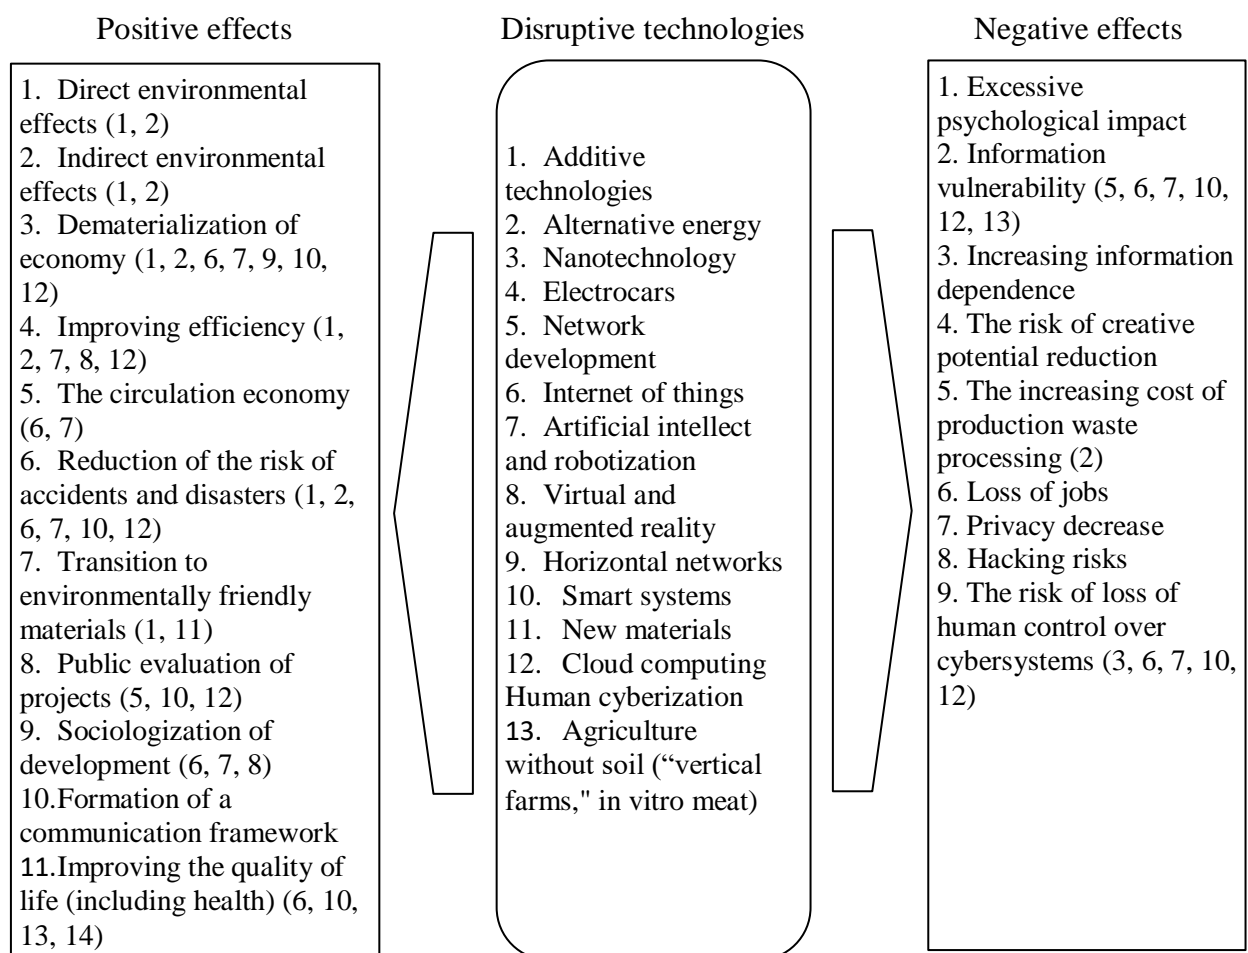 Positive effects
1. Direct environmental
effects (1, 2)
2. Indirect environmental
effects (1, 2)
3. Dematerialization of
economy (1, 2, 6, 7, 9, 10,
12)
4. Improving efficiency (1,
2, 7, 8, 12)
5. The circulation economy
(6, 7)
6. Reduction of the risk of
accidents and disasters (1, 2,
6, 7, 10, 12)
7. Transition to
environmentally friendly
materials (1, 11)
8. Public evaluation of
projects (5, 10, 12)
9. Sociologization of
development (6, 7, 8)
10.Formation of a
communication framework
11.Improving the quality of
life (including health) (6, 10,
13, 14)
Disruptive technologies
1. Additive
technologies
2. Alternative energy
3. Nanotechnology
4. Electrocars
5. Network
development
6. Internet of things
7. Artificial intellect
and robotization
8. Virtual and
augmented reality
9. Horizontal networks
10. Smart systems
11. New materials
12. Cloud computing
Human cyberization
13. Agriculture
without soil (“vertical
farms," in vitro meat)
Negative effects
1. Excessive
psychological impact
2. Information
vulnerability (5, 6, 7, 10,
12, 13)
3. Increasing information
dependence
4. The risk of creative
potential reduction
5. The increasing cost of
production waste
processing (2)
6. Loss of jobs
7. Privacy decrease
8. Hacking risks
9. The risk of loss of
human control over
cybersystems (3, 6, 7, 10,
12)